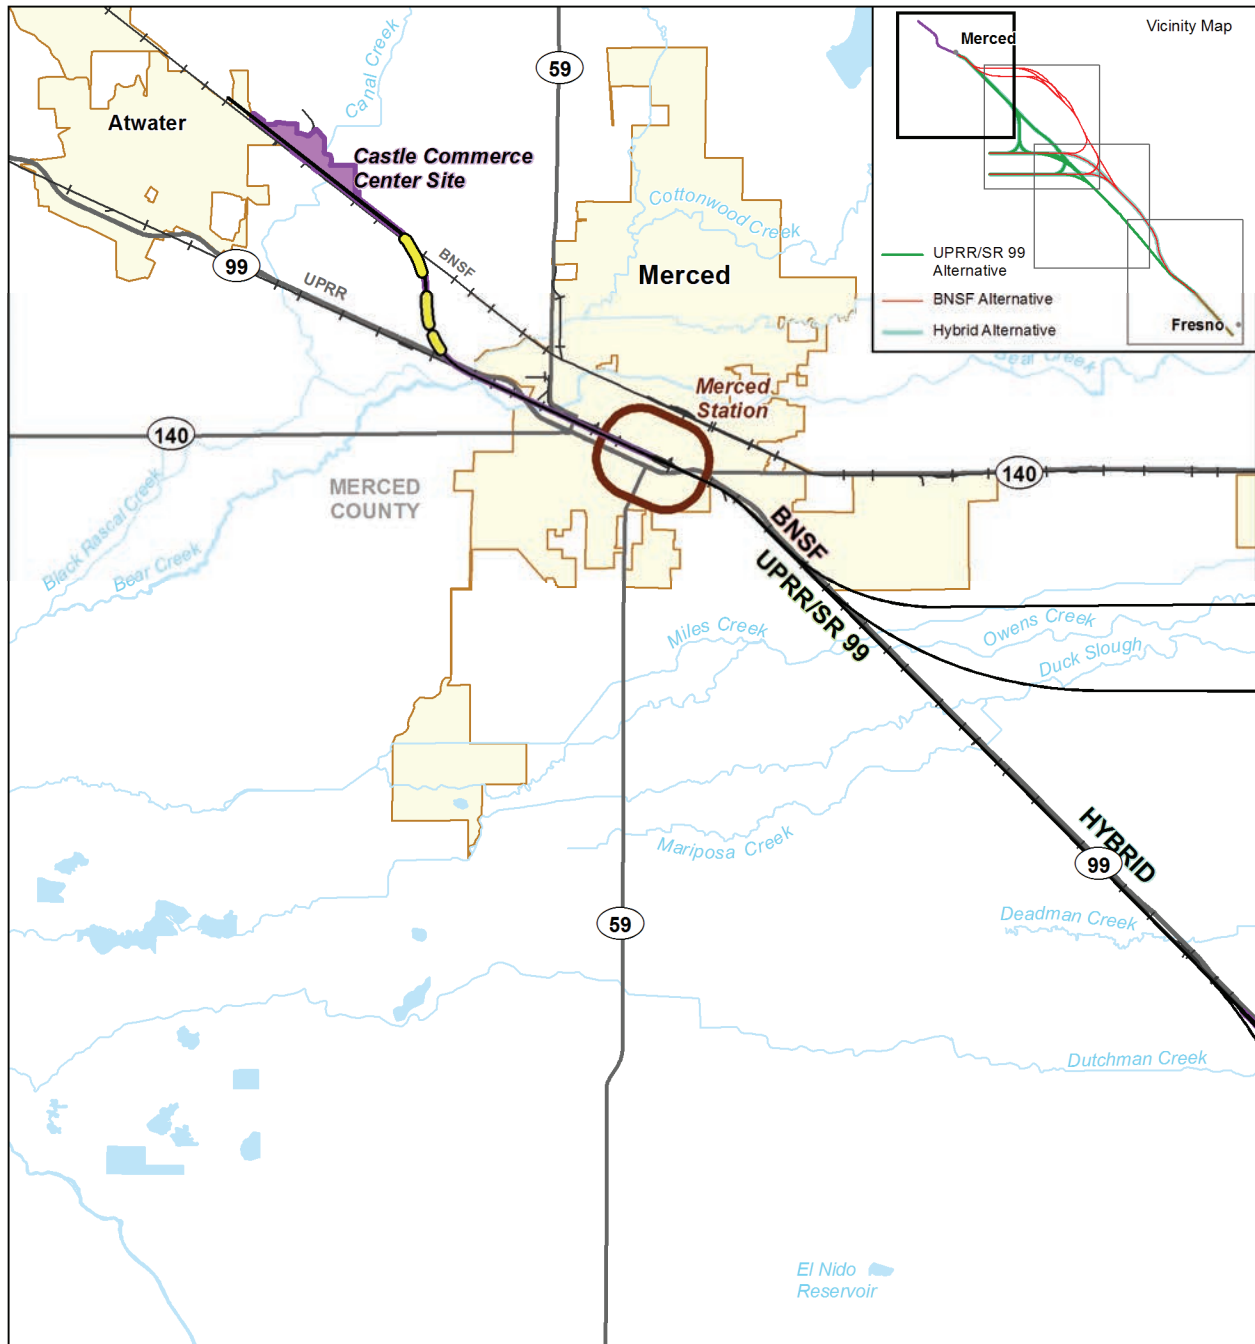 59
Vicinity Map
Merced
Canal Creek
Atwater
Castle Commerce
Center Site
Cottonwood Creek
99
UPRR
BNSF
Merced
UPRR/SR 99
Alternative
BNSF Alternative
Hybrid Alternative
Fresno
Bear Creek
Merced
Station
140
140
MERCED
COUNTY
Black Rascal Creek
Bear Creek
BNSF
UPRR/SR 99
Miles Creek
Owens Creek
Duck Slough
Mariposa Creek
HYBRID
99
59
Deadman Creek
Dutchman Creek
El Nido
Reservoir